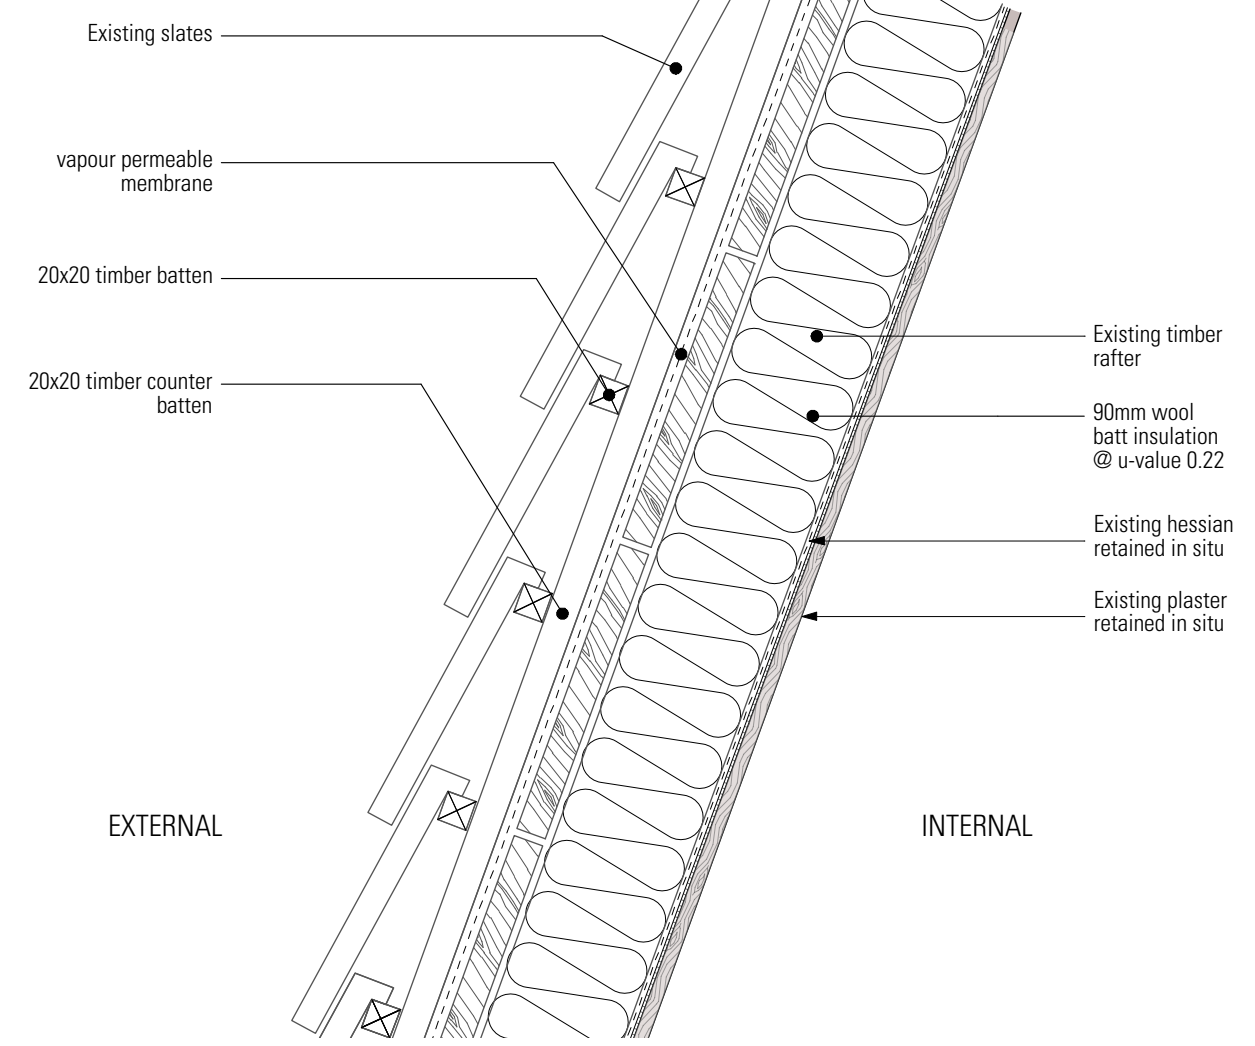 Existing slates
vapour permeable
membrane
20x20 timber batten
20x20 timber counter
batten
Existing timber
rafter
90mm wool
batt insulation
@ u-value 0.22
Existing hessian
retained in situ
Existing plaster
retained in situ
EXTERNAL
INTERNAL